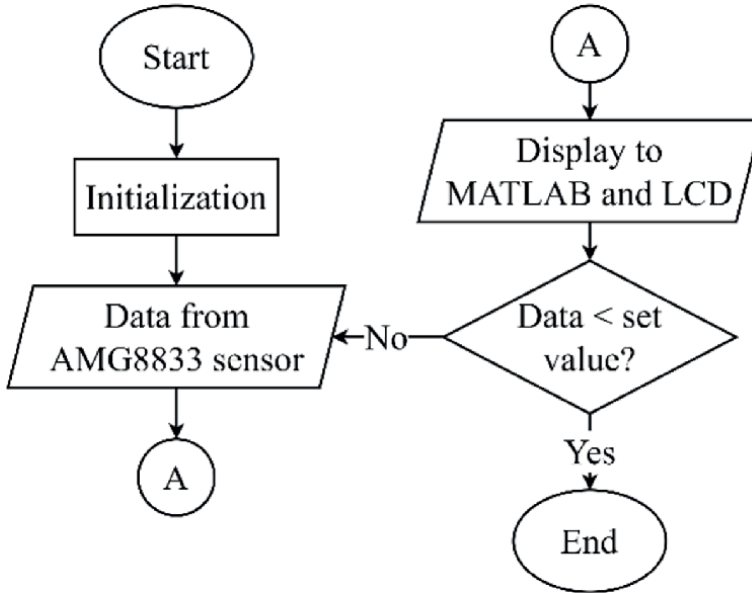 Start
Initialization
Data from
AMG8833 sensor
A
A
Display to
MATLAB and LCD
Data < set
value?
No
Yes
End